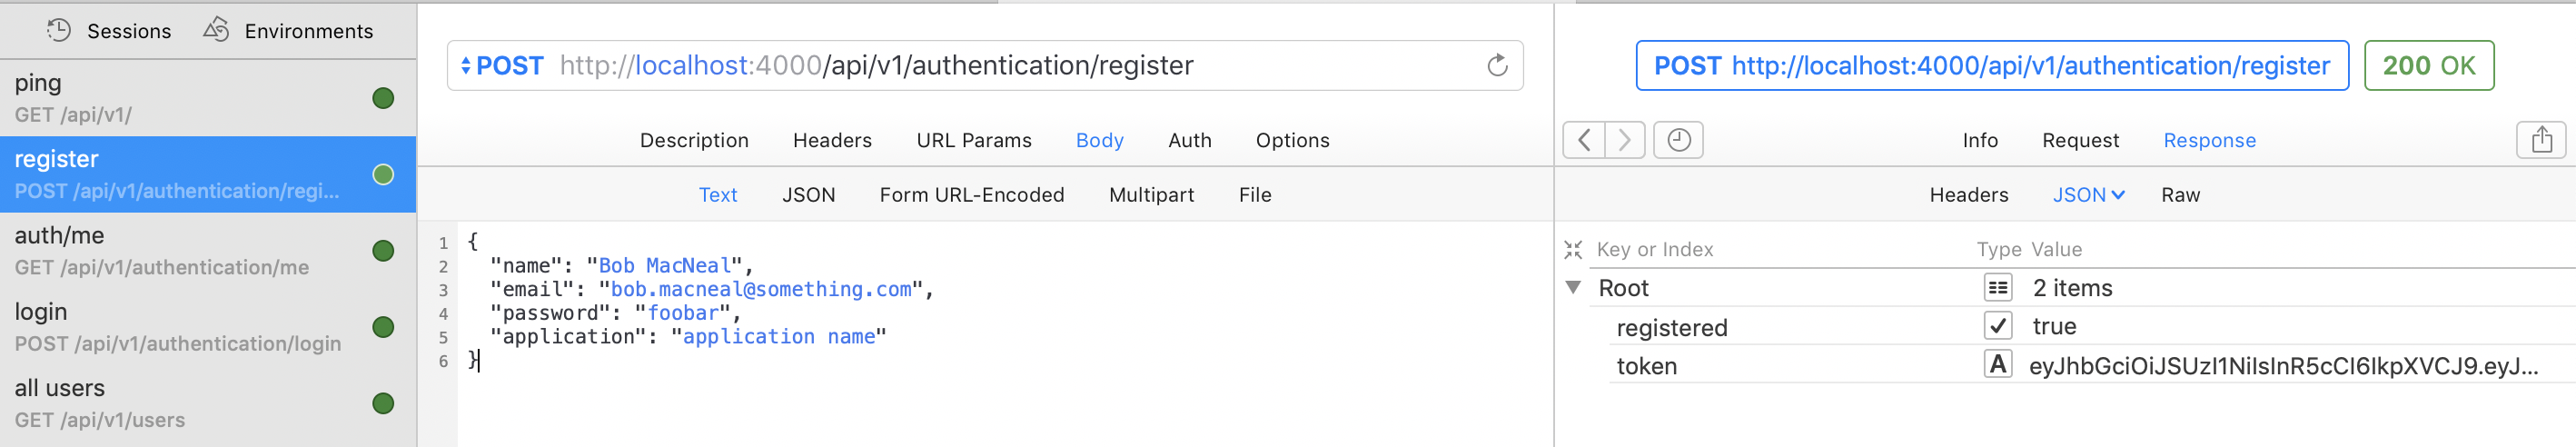 Sessions Environments
ping
GET /api/v1/
register
POST /api/v1/authentication/regi...
auth/me
GET /api/v1/authentication/me
login
POST /api/v1/authentication/login
all users
GET /api/v1/users
POST http://localhost:4000/api/v1/authentication/register
Description Headers URL Params Body Auth Options
Text JSON Form URL-Encoded Multipart File
1 {
2 "name": "Bob MacNeal",
3 "email": "bob.macneal@something.com",
4 "password": "foobar",
5 "application": "application name"
6 }
POST http://localhost:4000/api/v1/authentication/register 200 OK
Info Request Response
Headers JSON Raw
Key or Index Type Value
Root 2 items
registered true
token A eyJhbGciOiJSUzI1NiIsInR5cCI6IkpXVCJ9.eyJ...